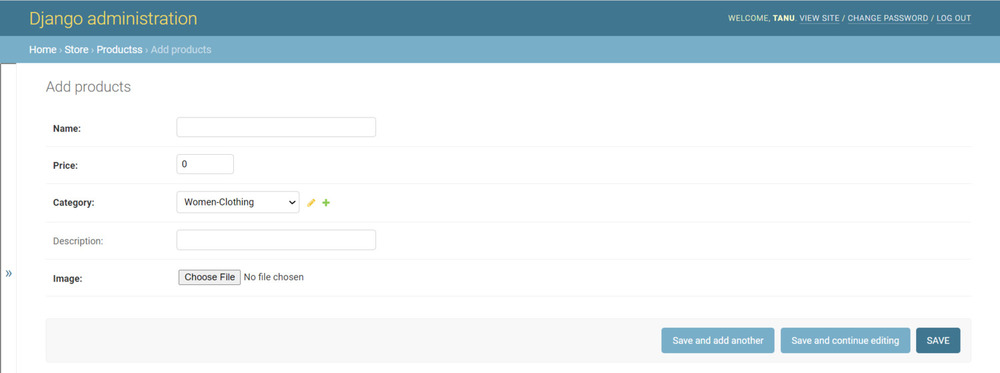 Django administration
WELCOME, TANU. VIEW SITE / CHANGE PASSWORD / LOG OUT
Home › Store › Productss › Add products
Add products
Name:
Price: 0
Category: Women-Clothing
Description:
»
Image: Choose File No file chosen
Save and add another Save and continue editing SAVE